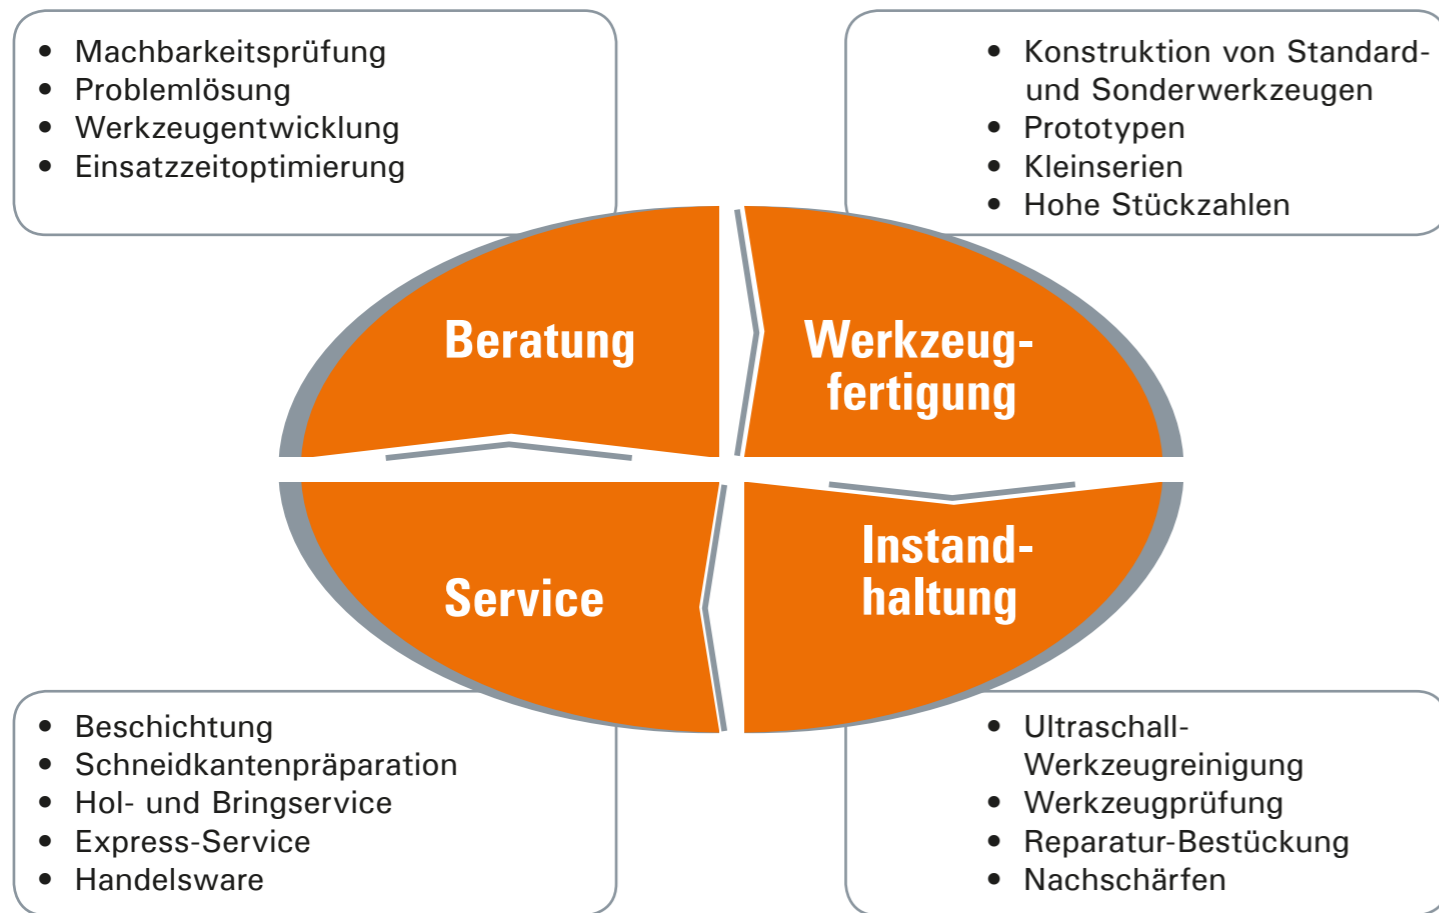 • Machbarkeitsprüfung
• Problemlösung
• Werkzeugentwicklung
• Einsatzzeitoptimierung
• Konstruktion von Standard-
und Sonderwerkzeugen
• Prototypen
• Kleinserien
• Hohe Stückzahlen
Beratung
Werkzeug-
fertigung
Service
Instand-
haltung
• Beschichtung
• Schneidkantenpräparation
• Hol- und Bringservice
• Express-Service
• Handelsware
• Ultraschall-
Werkzeugreinigung
• Werkzeugprüfung
• Reparatur-Bestückung
• Nachschärfen